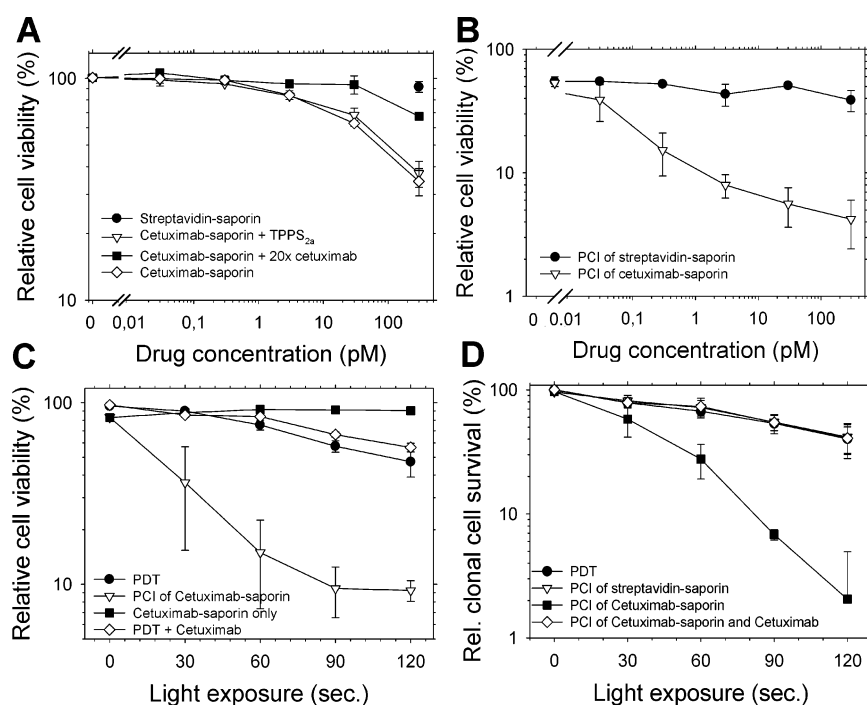 A
Relative cell viability (%)
100
10
Streptavidin-saporin
Cetuximab-saporin + TPPS2a
Cetuximab-saporin + 20x cetuximab
Cetuximab-saporin
0 0,01 0,1 1 10 100
Drug concentration (pM)
B
Relative cell viability (%)
100
10
1
PCI of streptavidin-saporin
PCI of cetuximab-saporin
0 0.01 0,1 1 10 100
Drug concentration (pM)
C
Relative cell viability (%)
100
10
PDT
PCI of Cetuximab-saporin
Cetuximab-saporin only
PDT + Cetuximab
0 30 60 90 120
Light exposure (sec.)
D
Rel. clonal cell survival (%)
100
10
1
PDT
PCI of streptavidin-saporin
PCI of Cetuximab-saporin
PCI of Cetuximab-saporin and Cetuximab
0 30 60 90 120
Light exposure (sec.)